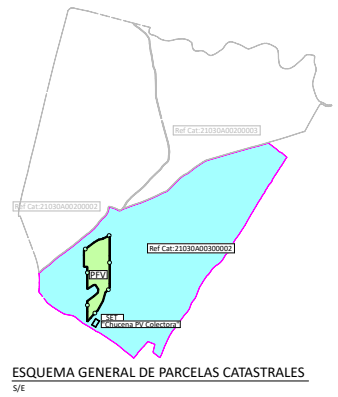 Ref Cat:21030A00200003
Ref Cat:21030A00200002
Ref Cat:21030A00300002
PFV
SET
"Chucena PV Colectora"
ESQUEMA GENERAL DE PARCELAS CATASTRALES
S/E